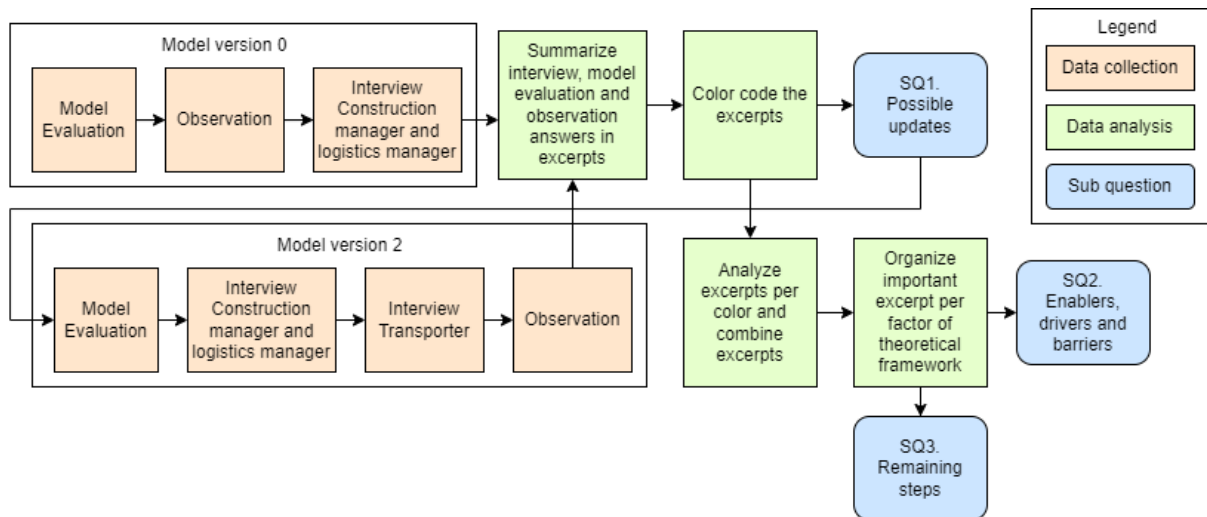 Model version 0
Model
Evaluation
Observation
Interview
Construction
manager and
logistics manager
Summarize
interview, model
evaluation and
observation
answers in
excerpts
Color code the
excerpts
SQ1.
Possible
updates
Legend
Data collection
Data analysis
Sub question
Model version 2
Model
Evaluation
Interview
Construction
manager and
logistics manager
Interview
Transporter
Observation
Analyze
excerpts per
color and
combine
excerpts
Organize
important
excerpt per
factor of
theoretical
framework
SQ2.
Enablers,
drivers and
barriers
SQ3.
Remaining
steps